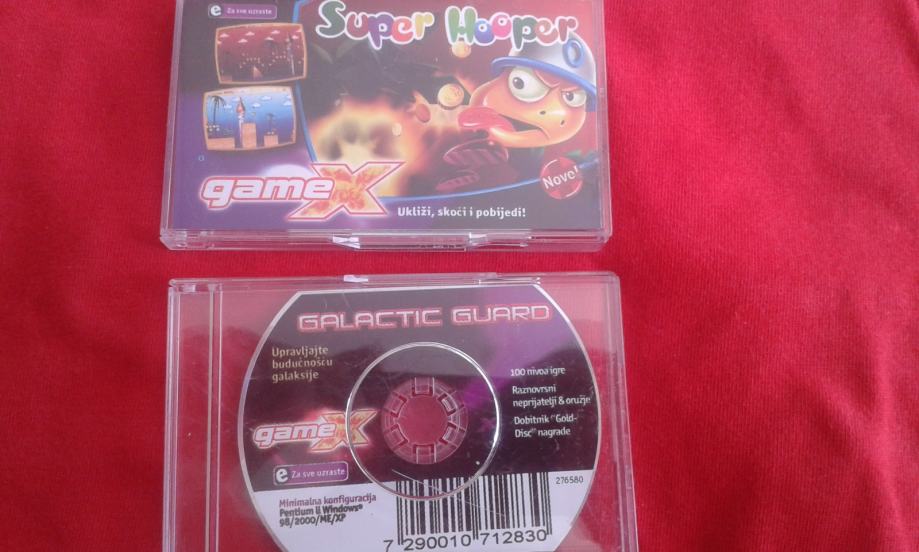 e Za sve uzraste
Super Hooper
Novo!
gameX
Ukliži, skoči i pobijedi!
GALACTIC GUARD
Upravljajte
budućnošću
galaksije
100 nivoa igre
Raznovrsni
neprijatelji & oružje
Dobitnik "Gold-
Disc" nagrade
gameX
e Za sve uzraste
276580
Minimalna konfiguracija
Pentium II Windows®
98/2000/ME/XP
7 290010 712830